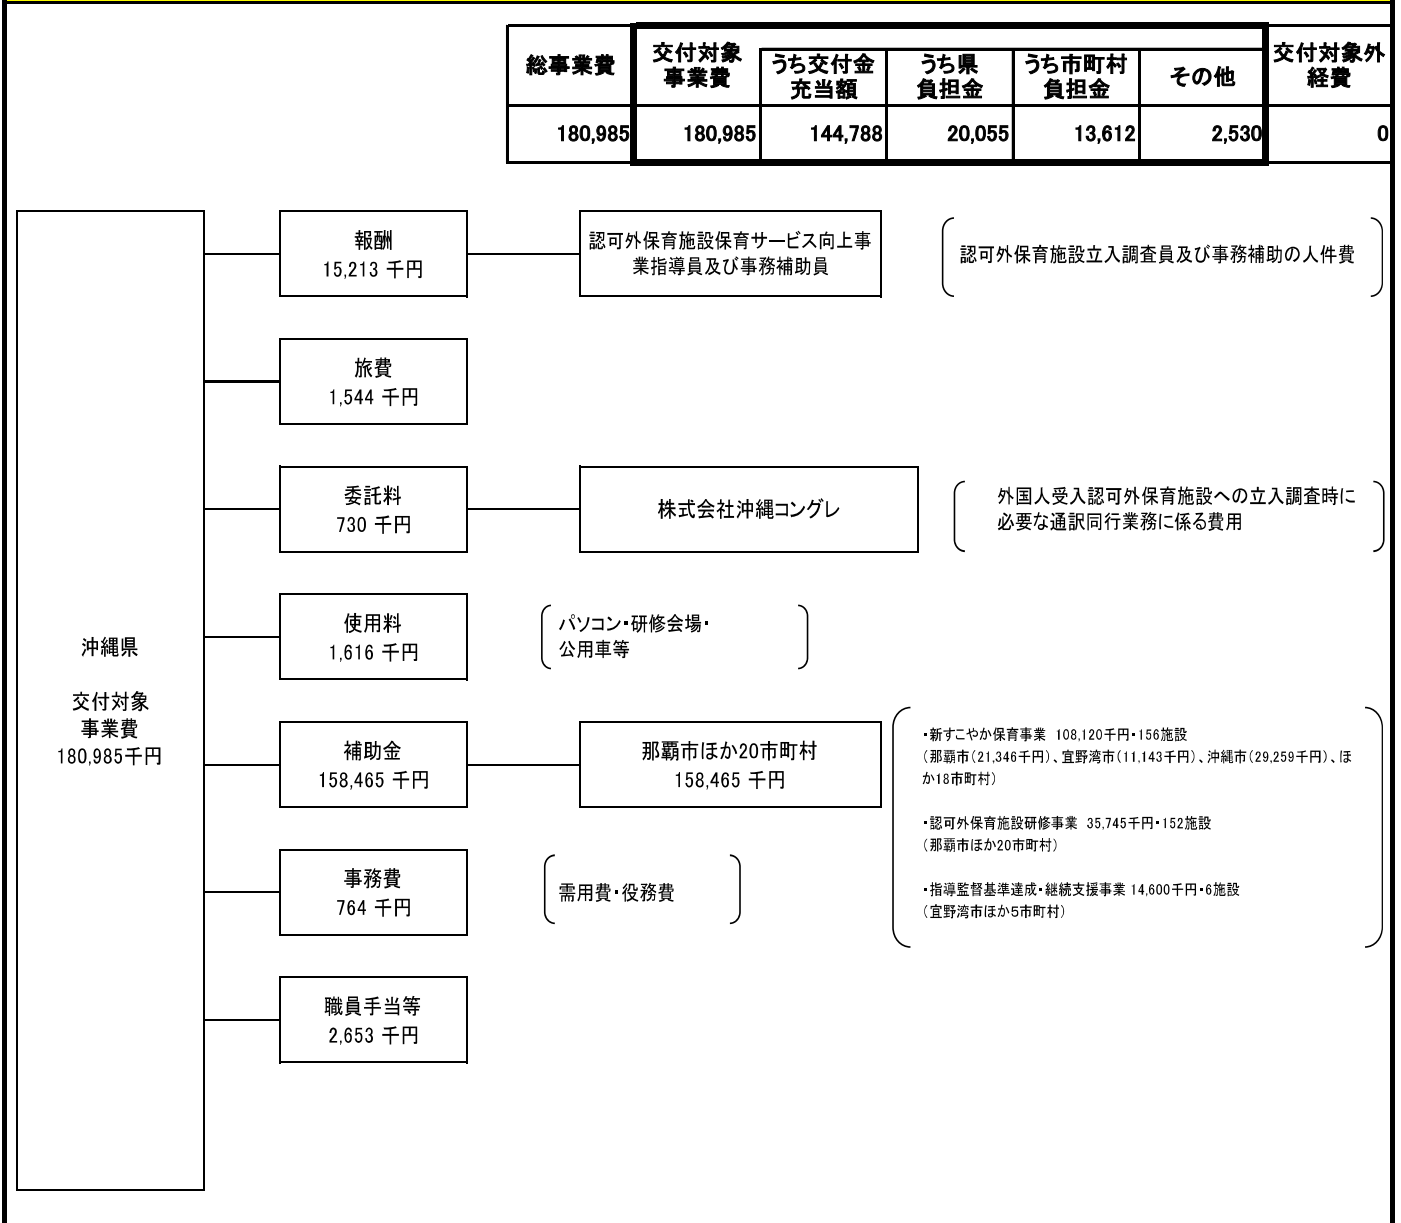 総事業費
交付対象
事業費
うち交付金
充当額
うち県
負担金
うち市町村
負担金
その他
交付対象外
経費
180,985
180,985
144,788
20,055
13,612
2,530
0
沖縄県
交付対象
事業費
180,985千円
報酬
15,213 千円
認可外保育施設保育サービス向上事
業指導員及び事務補助員
認可外保育施設立入調査員及び事務補助の人件費
旅費
1,544 千円
委託料
730 千円
株式会社沖縄コングレ
外国人受入認可外保育施設への立入調査時に
必要な通訳同行業務に係る費用
使用料
1,616 千円
パソコン・研修会場・
公用車等
補助金
158,465 千円
那覇市ほか20市町村
158,465 千円
・新すこやか保育事業 108,120千円・156施設
(那覇市(21,346千円)、宜野湾市(11,143千円)、沖縄市(29,259千円)、ほ
か18市町村)
・認可外保育施設研修事業 35,745千円・152施設
(那覇市ほか20市町村)
・指導監督基準達成・継続支援事業 14,600千円・6施設
(宜野湾市ほか5市町村)
事務費
764 千円
需用費・役務費
職員手当等
2,653 千円